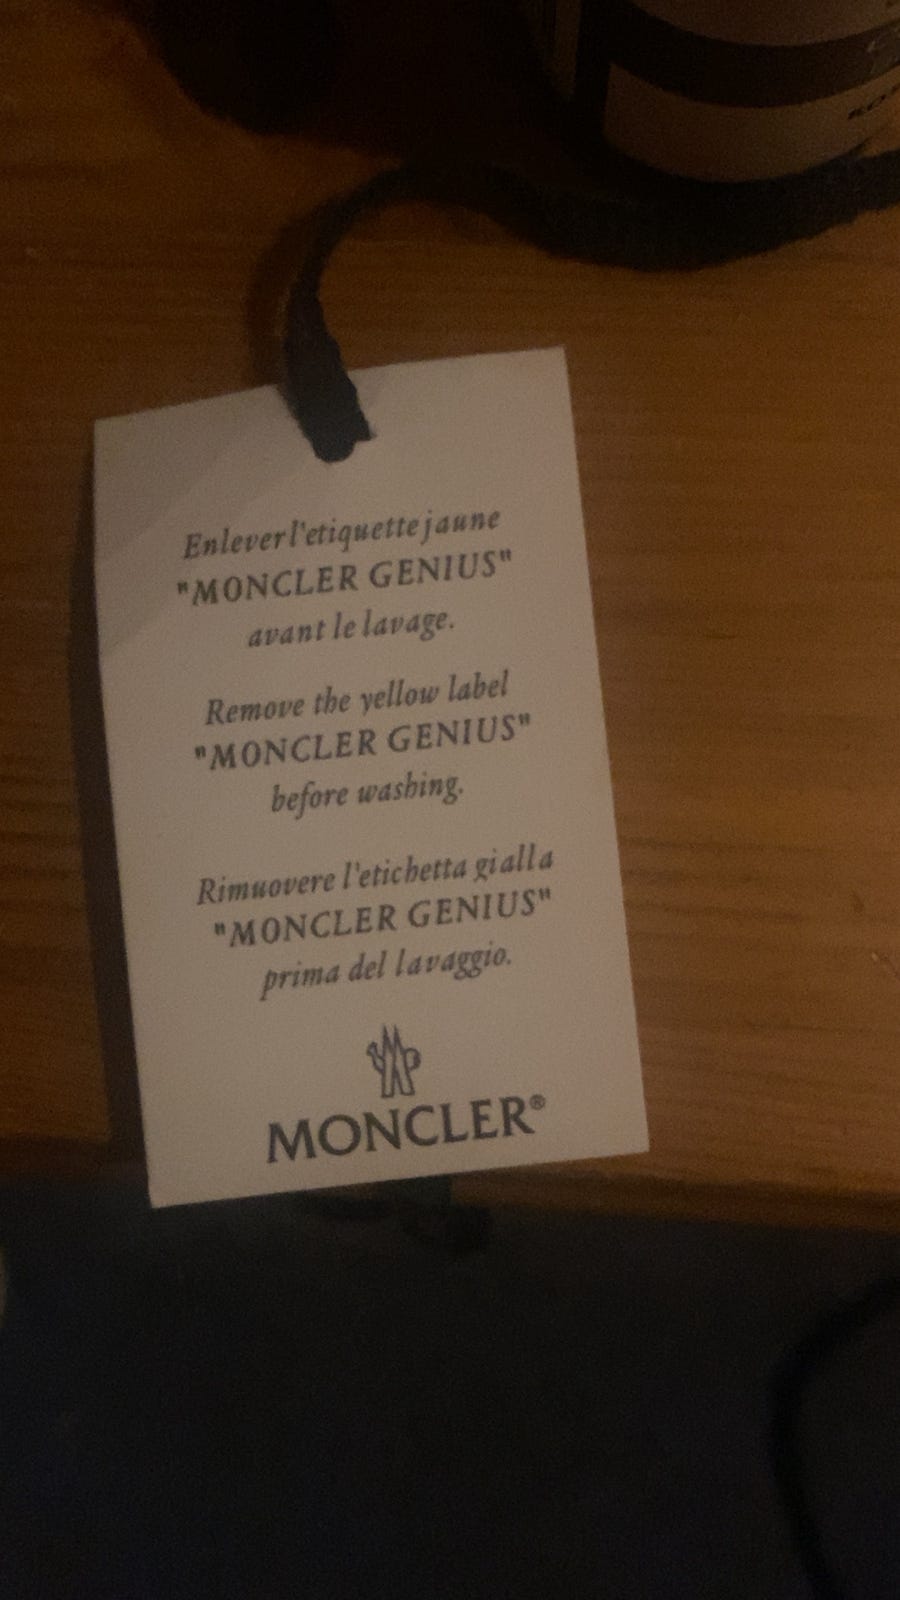 Enlever l'etiquette jaune
"MONCLER GENIUS"
avant le lavage.
Remove the yellow label
"MONCLER GENIUS"
before washing.
Rimuovere l'etichetta gialla
"MONCLER GENIUS"
prima del lavaggio.
MONCLER®